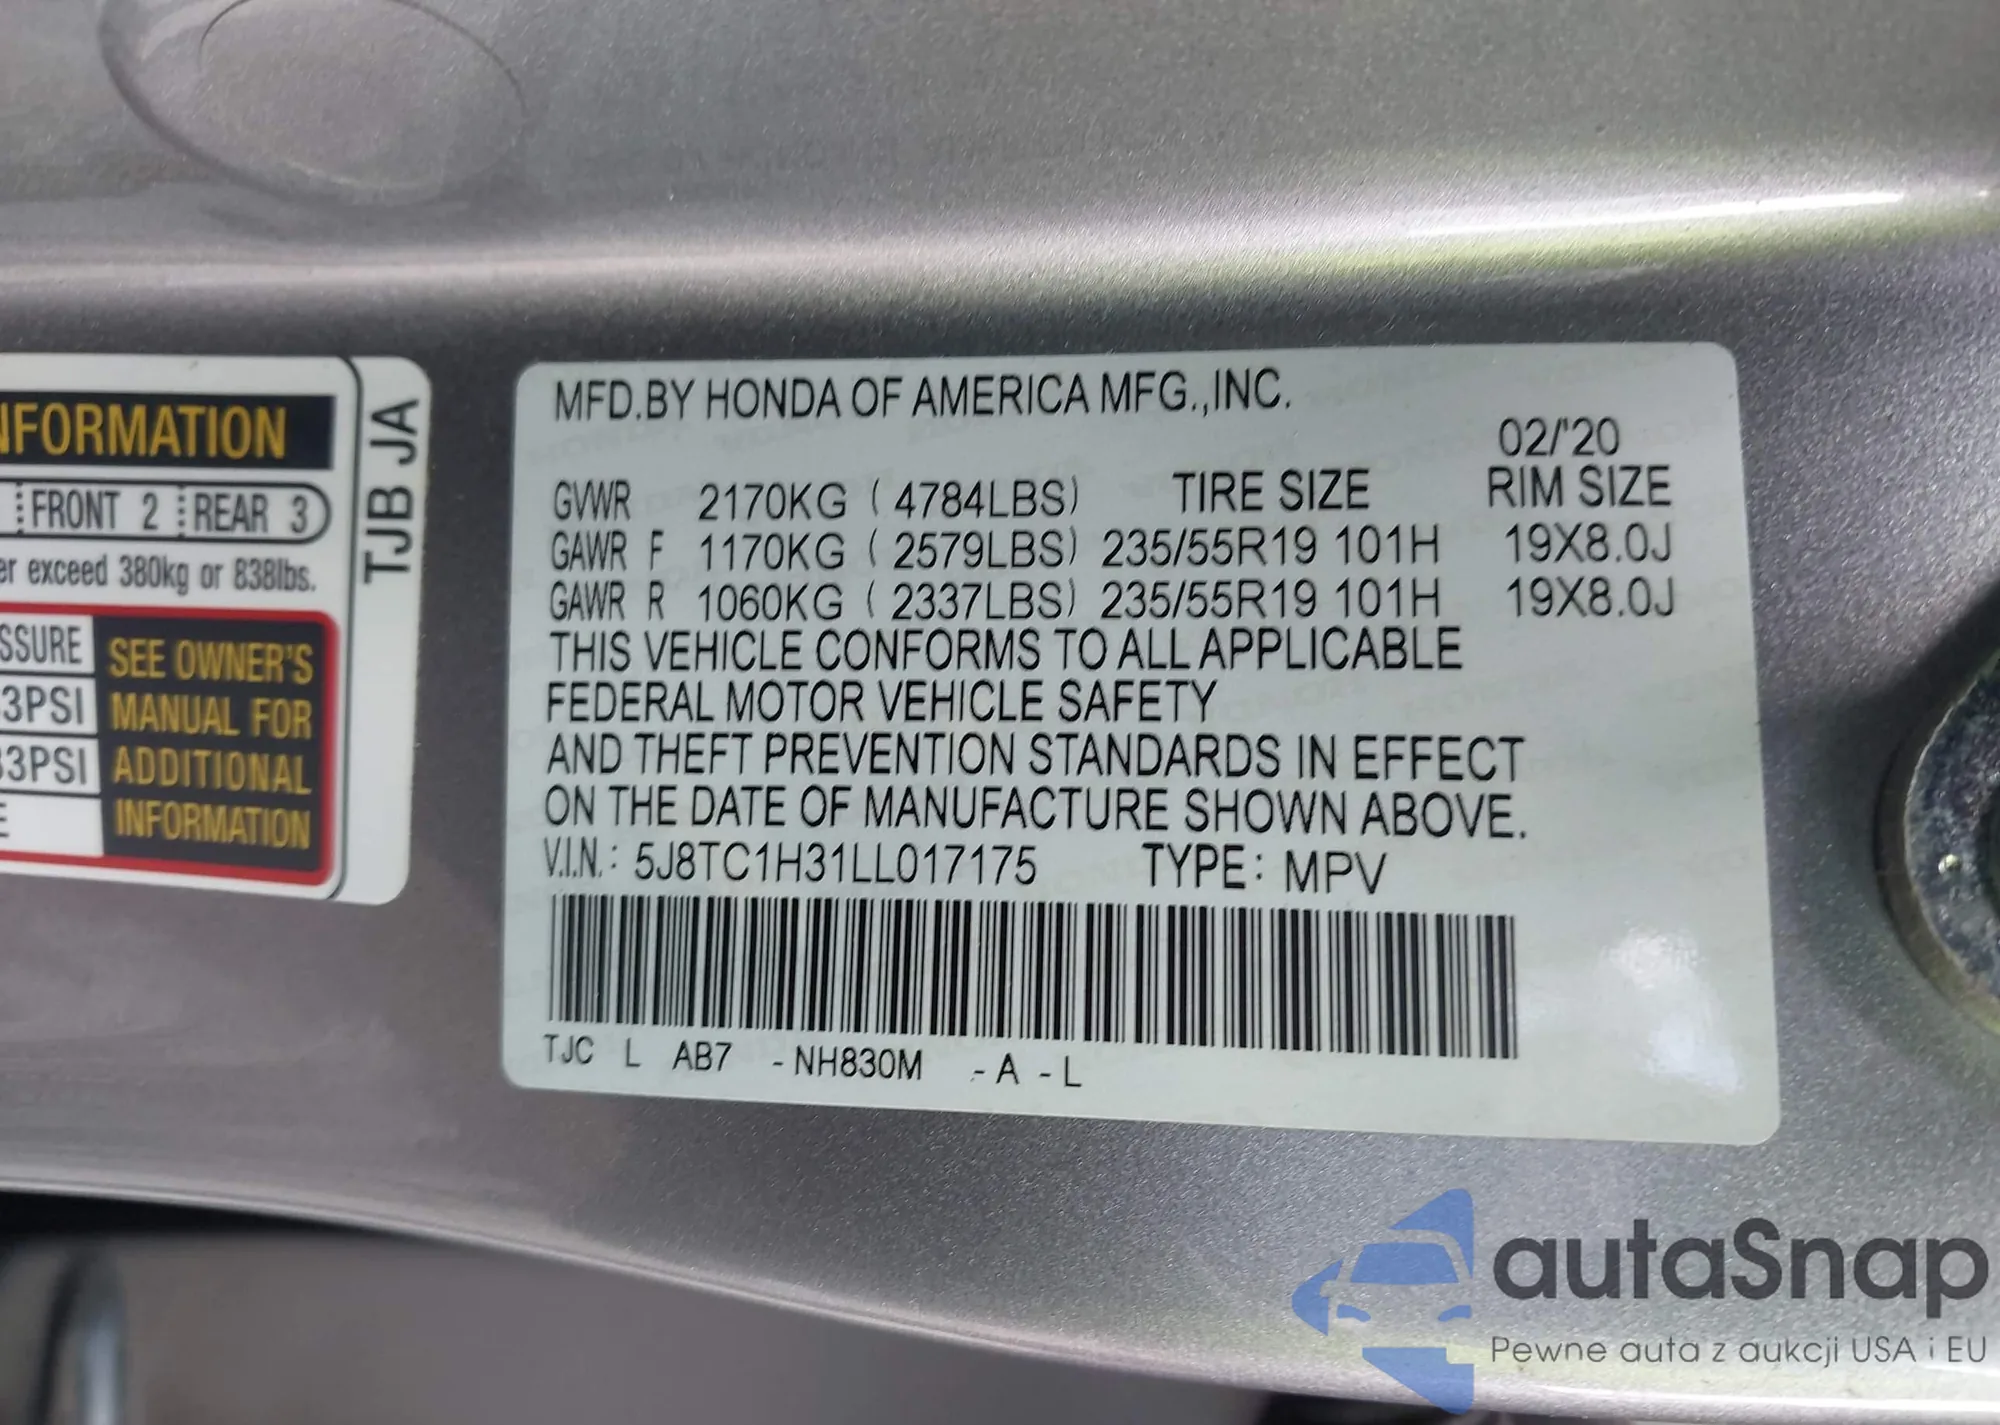 NFORMATION
FRONT 2 REAR 3
er exceed 380kg or 838lbs.
SSURE
3PSI
33PSI
E
SEE OWNER'S
MANUAL FOR
ADDITIONAL
INFORMATION
TJB JA
MFD.BY HONDA OF AMERICA MFG.,INC.
02/'20
GVWR 2170KG ( 4784LBS) TIRE SIZE RIM SIZE
GAWR F 1170KG ( 2579LBS) 235/55R19 101H 19X8.0J
GAWR R 1060KG ( 2337LBS) 235/55R19 101H 19X8.0J
THIS VEHICLE CONFORMS TO ALL APPLICABLE
FEDERAL MOTOR VEHICLE SAFETY
AND THEFT PREVENTION STANDARDS IN EFFECT
ON THE DATE OF MANUFACTURE SHOWN ABOVE.
V.I.N.: 5J8TC1H31LL017175 TYPE: MPV
TJC L AB7 -NH830M -A -L
autaSnap
Pewne auta z aukcji USA i EU